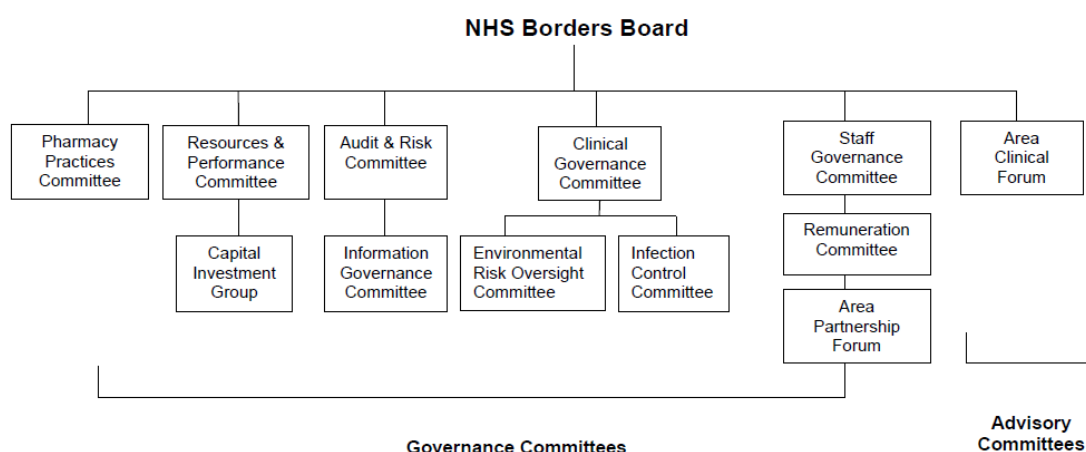 NHS Borders Board
Pharmacy
Practices
Committee
Resources &
Performance
Committee
Audit & Risk
Committee
Clinical
Governance
Committee
Staff
Governance
Committee
Area
Clinical
Forum
Capital
Investment
Group
Information
Governance
Committee
Environmental
Risk Oversight
Committee
Infection
Control
Committee
Remuneration
Committee
Area
Partnership
Forum
Governance Committees
Advisory
Committees